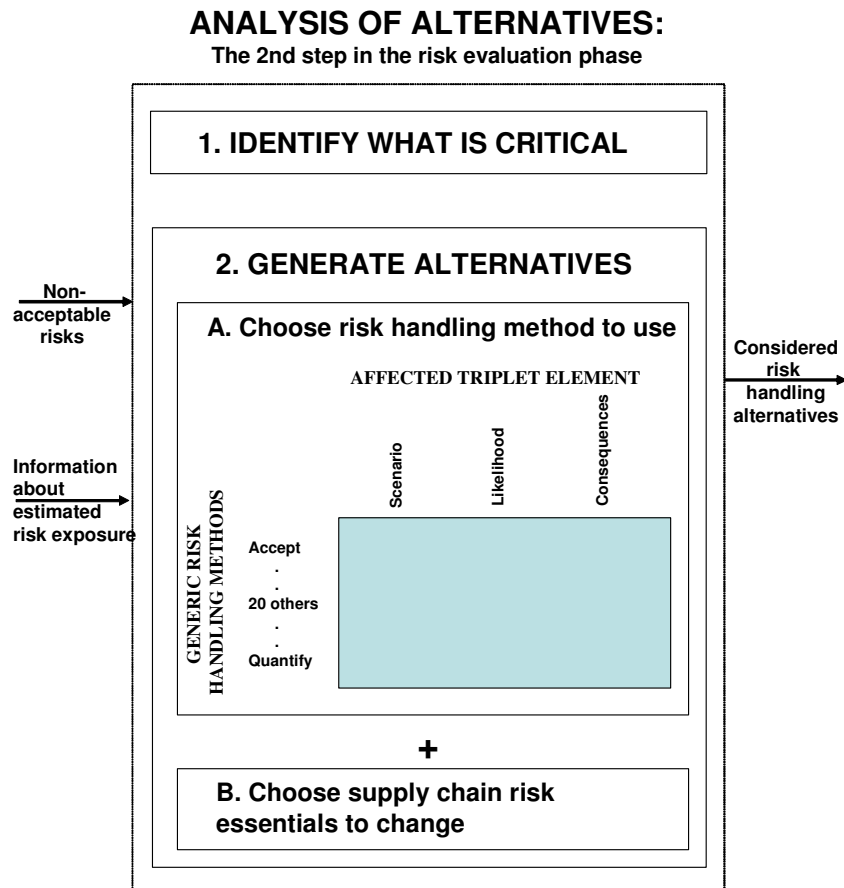 ANALYSIS OF ALTERNATIVES:
The 2nd step in the risk evaluation phase
1. IDENTIFY WHAT IS CRITICAL
2. GENERATE ALTERNATIVES
Non-
acceptable
risks
A. Choose risk handling method to use
Considered
risk
handling
alternatives
AFFECTED TRIPLET ELEMENT
Scenario
Likelihood
Consequences
Information
about
estimated
risk exposure
GENERIC RISK
HANDLING METHODS
Accept
.
.
20 others
.
.
Quantify
+
B. Choose supply chain risk
essentials to change